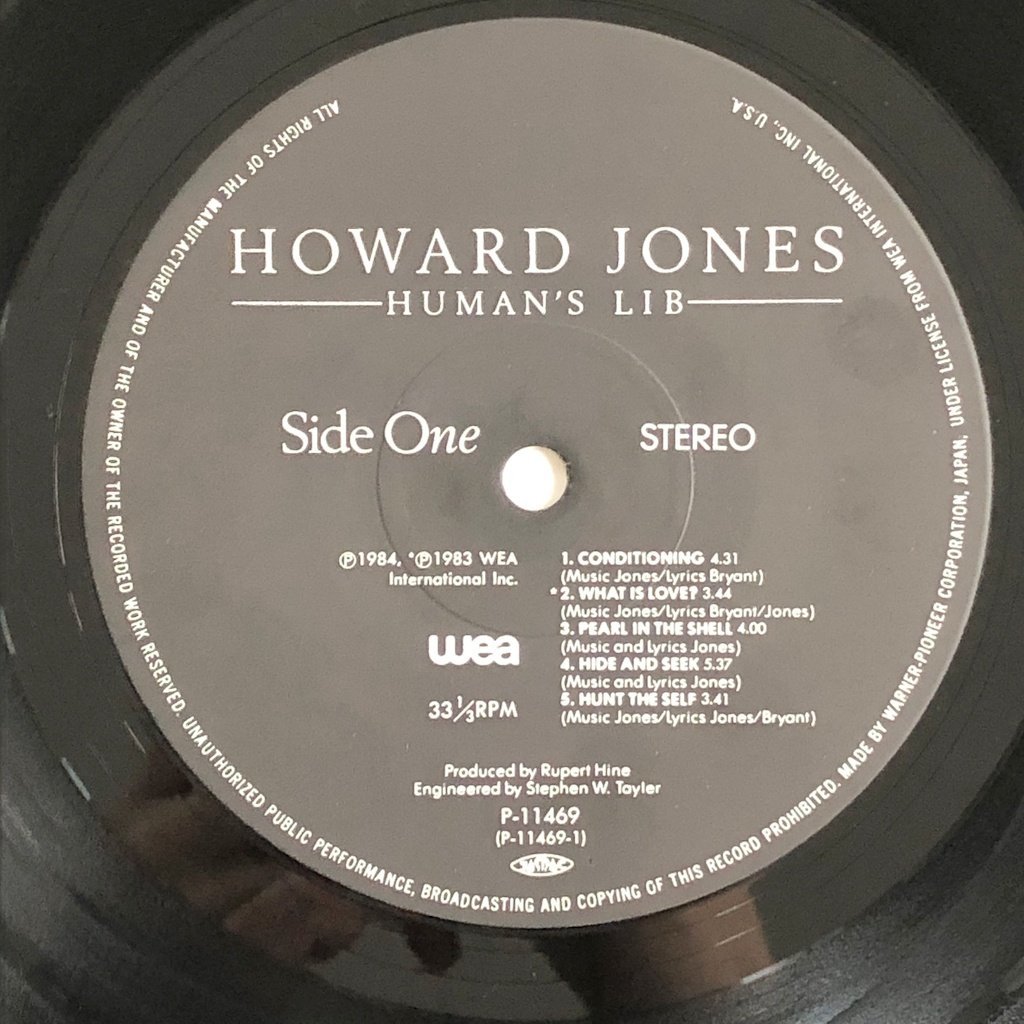 HOWARD JONES
HUMAN'S LIB
Side One
STEREO
Ⓟ1984, *Ⓟ1983 WEA
International Inc.
wea
33⅓RPM
1. CONDITIONING 4.31
(Music Jones/Lyrics Bryant)
*2. WHAT IS LOVE? 3.44
(Music Jones/Lyrics Bryant/Jones)
3. PEARL IN THE SHELL 4.00
(Music and Lyrics Jones)
4. HIDE AND SEEK 5.37
(Music and Lyrics Jones)
5. HUNT THE SELF 3.41
(Music Jones/Lyrics Jones/Bryant)
Produced by Rupert Hine
Engineered by Stephen W. Tayler
P-11469
(P-11469-1)
JASRAC
ALL RIGHTS OF THE MANUFACTURER AND OF THE OWNER OF THE RECORDED WORK RESERVED. UNAUTHORIZED PUBLIC PERFORMANCE, BROADCASTING AND COPYING OF THIS RECORD PROHIBITED. MADE BY WARNER-PIONEER CORPORATION, JAPAN, UNDER LICENSE FROM WEA INTERNATIONAL INC., U.S.A.